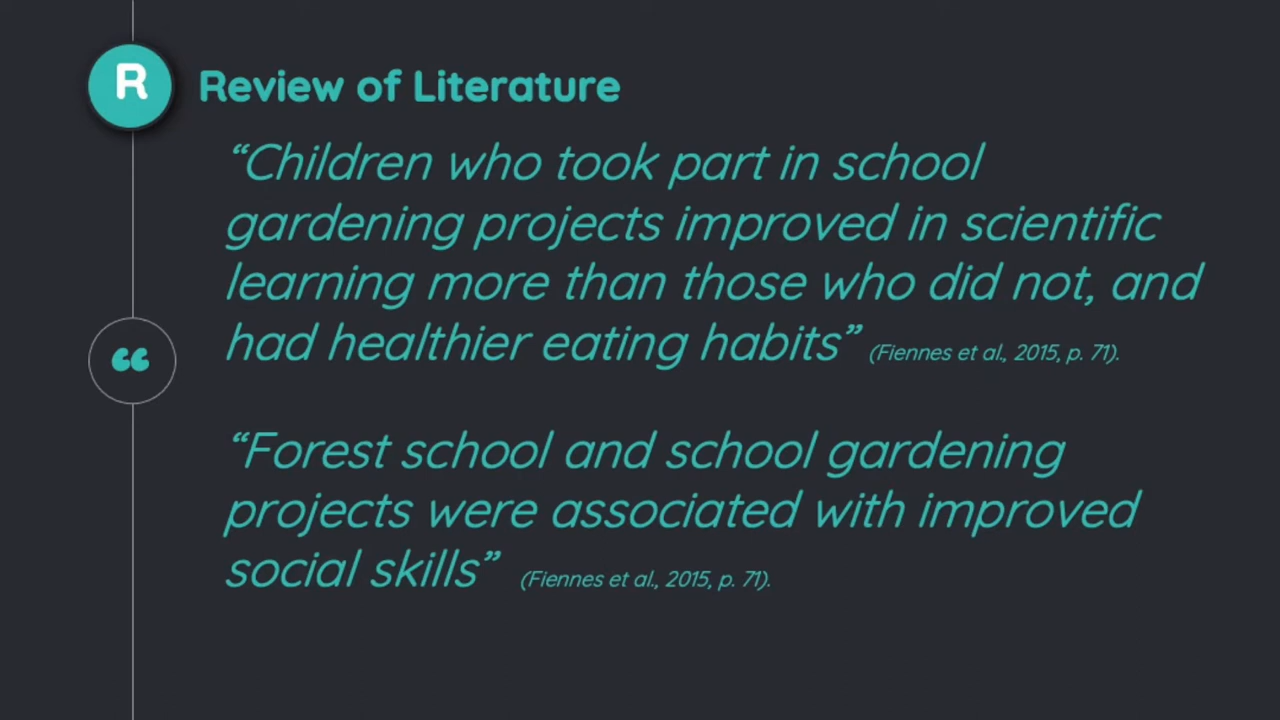 R
Review of Literature
“Children who took part in school
gardening projects improved in scientific
learning more than those who did not, and
had healthier eating habits” (Fiennes et al., 2015, p. 71).
“
“Forest school and school gardening
projects were associated with improved
social skills” (Fiennes et al., 2015, p. 71).